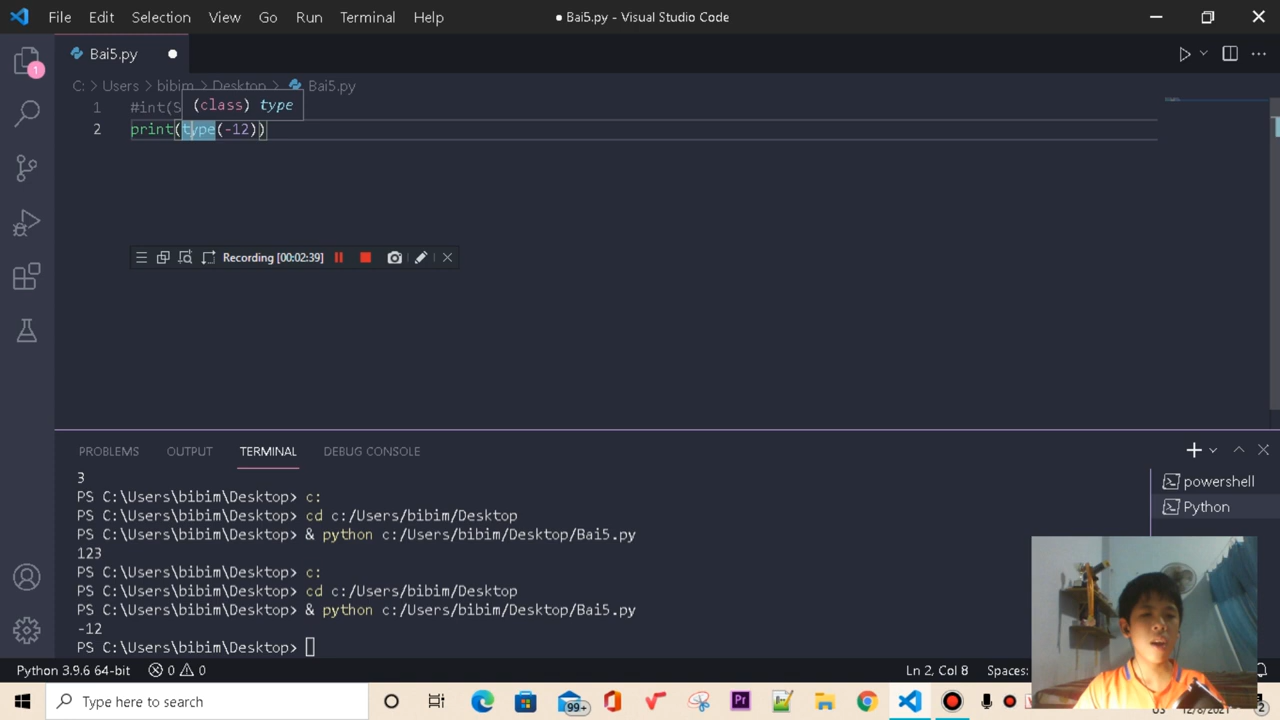 File Edit Selection View Go Run Terminal Help
● Bai5.py - Visual Studio Code
Bai5.py
1
C: > Users > bibim > Desktop > Bai5.py
(class) type
1 #int(S
2 print(type(-12))
Recording [00:02:39]
PROBLEMS OUTPUT TERMINAL DEBUG CONSOLE
3
PS C:\Users\bibim\Desktop> c:
PS C:\Users\bibim\Desktop> cd c:/Users/bibim/Desktop
PS C:\Users\bibim\Desktop> & python c:/Users/bibim/Desktop/Bai5.py
123
PS C:\Users\bibim\Desktop> c:
PS C:\Users\bibim\Desktop> cd c:/Users/bibim/Desktop
PS C:\Users\bibim\Desktop> & python c:/Users/bibim/Desktop/Bai5.py
-12
PS C:\Users\bibim\Desktop>
powershell
Python
Python 3.9.6 64-bit 0 0
Ln 2, Col 8 Spaces:
Type here to search
99+
Pr
2